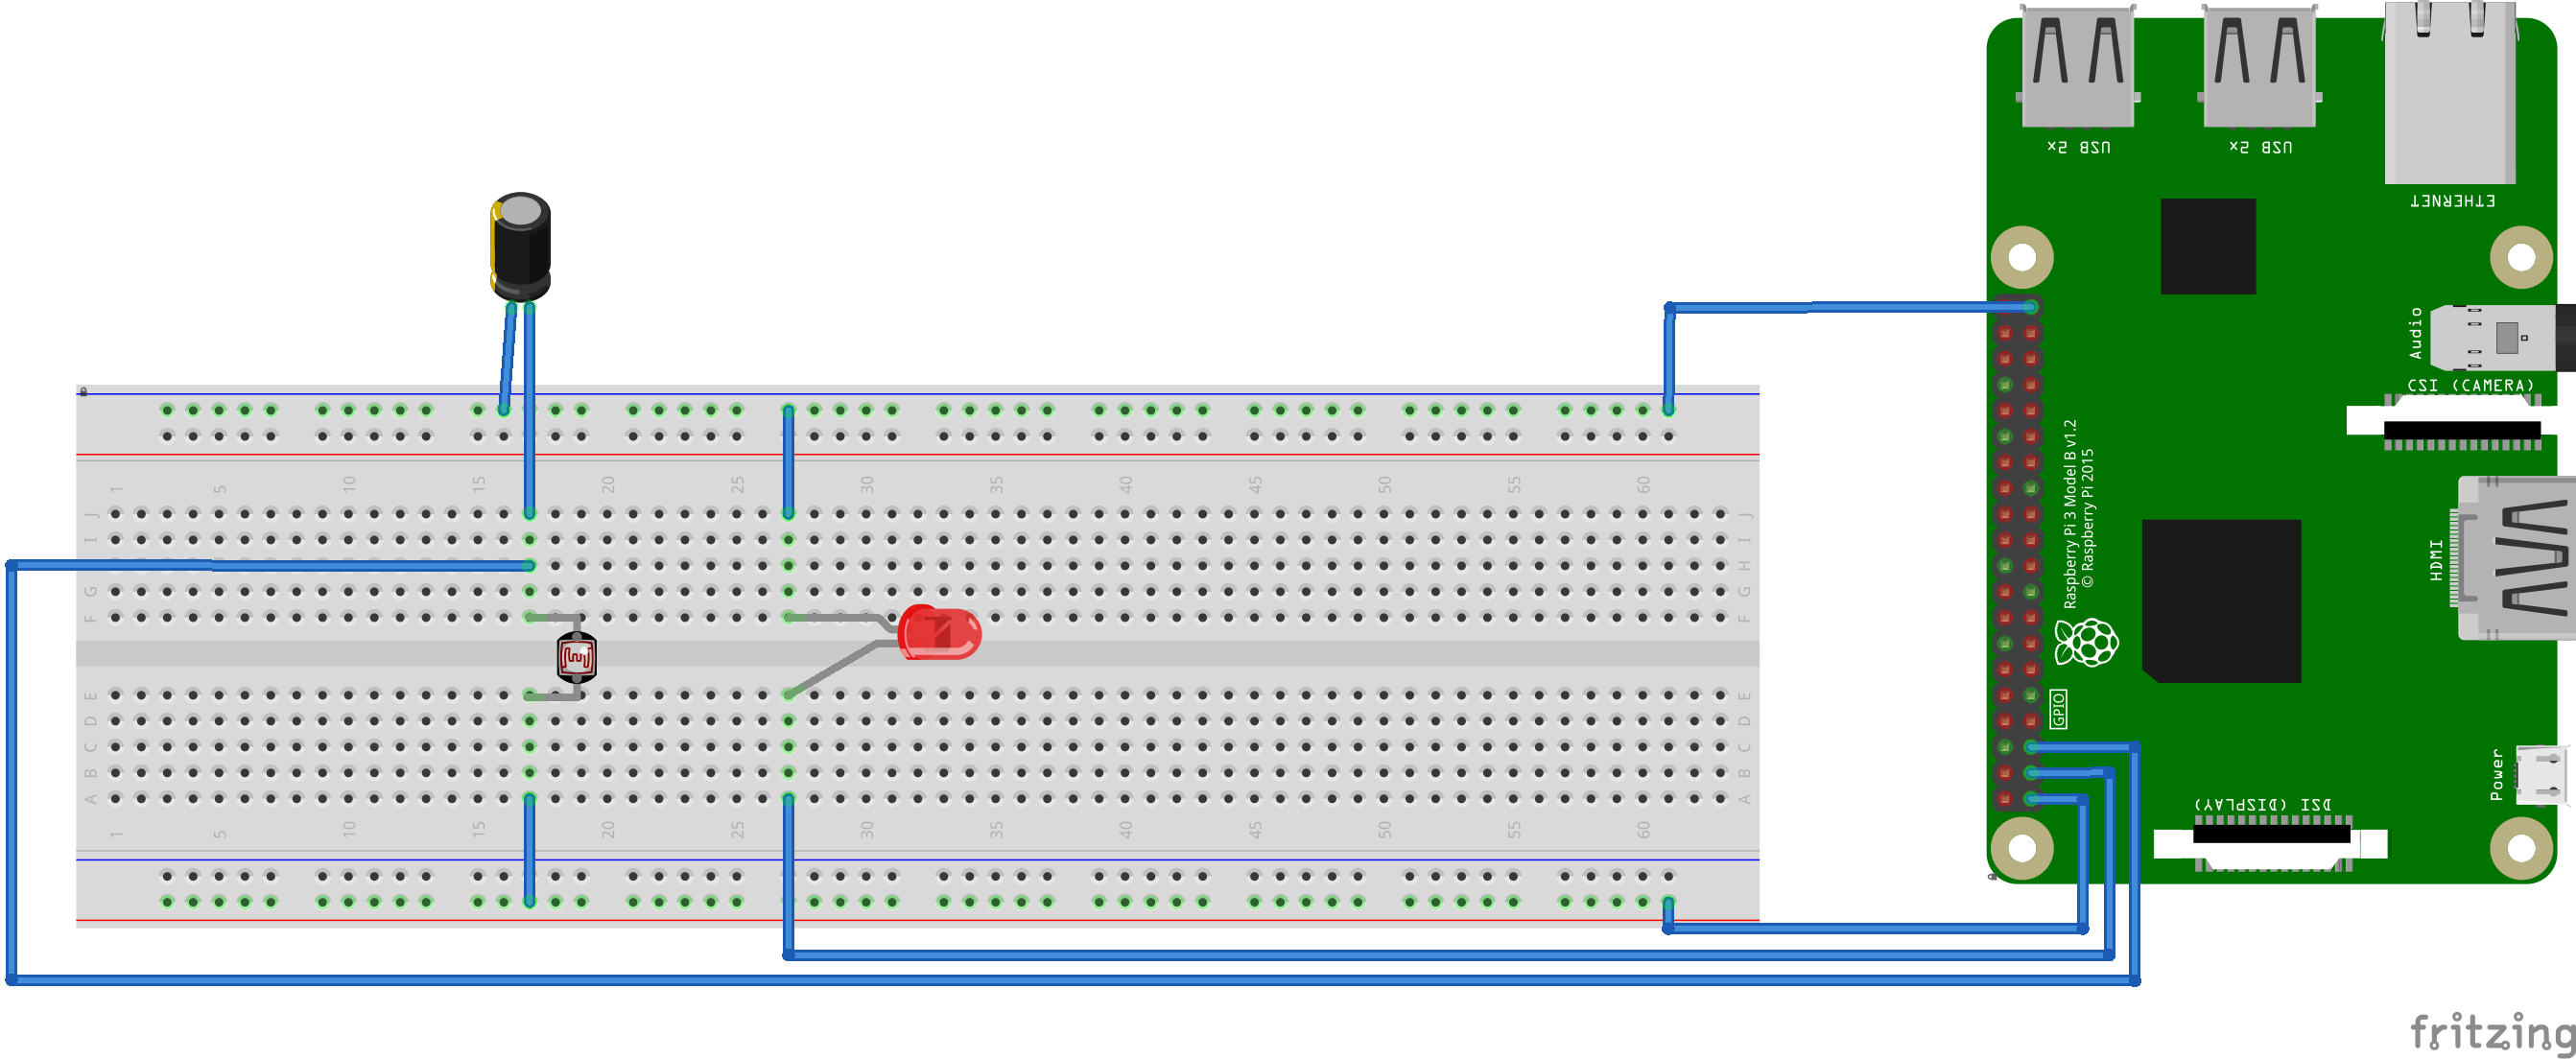 USB 2x
USB 2x
ETHERNET
Audio
CSI (CAMERA)
Raspberry Pi 3 Model B v1.2
© Raspberry Pi 2015
HDMI
GPIO
Power
DSI (DISPLAY)
1 5 10 15 20 25 30 35 40 45 50 55 60
J J
I I
H
G G
F F
E E
D D
C C
B B
A A
1 5 10 15 20 25 30 35 40 45 50 55 60
fritzing